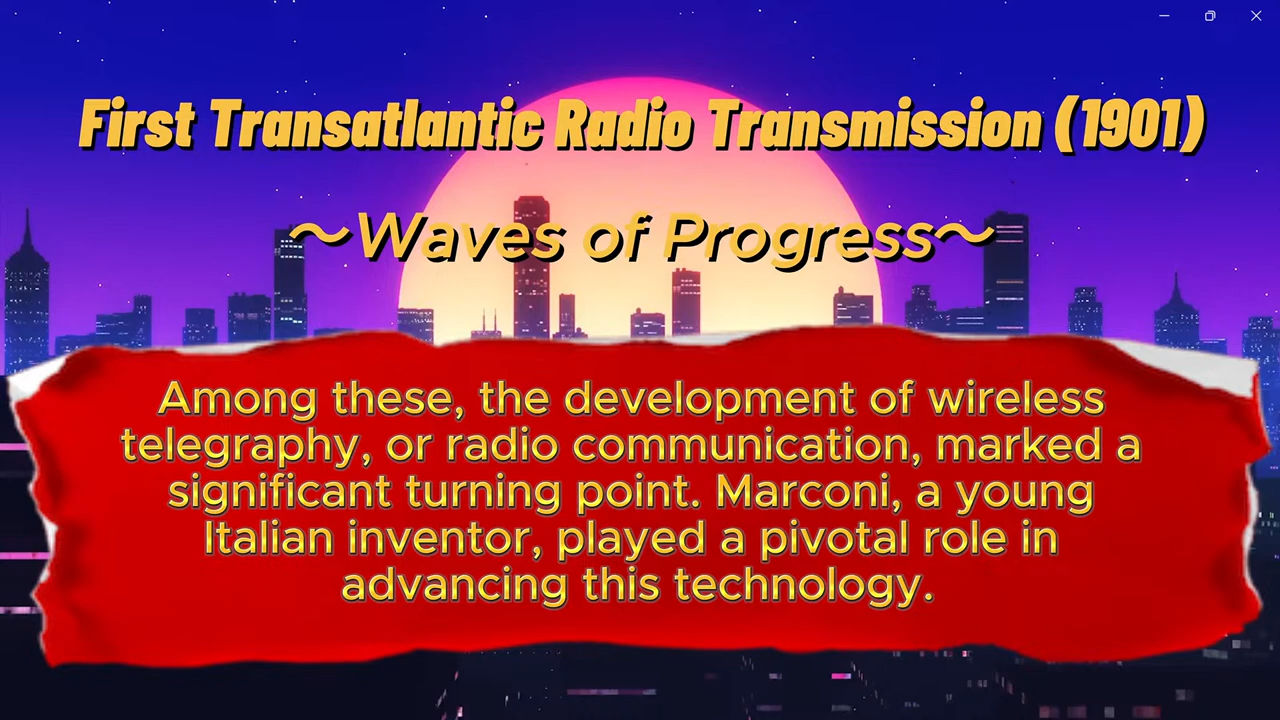 First Transatlantic Radio Transmission (1901)
～Waves of Progress～
Among these, the development of wireless
telegraphy, or radio communication, marked a
significant turning point. Marconi, a young
Italian inventor, played a pivotal role in
advancing this technology.